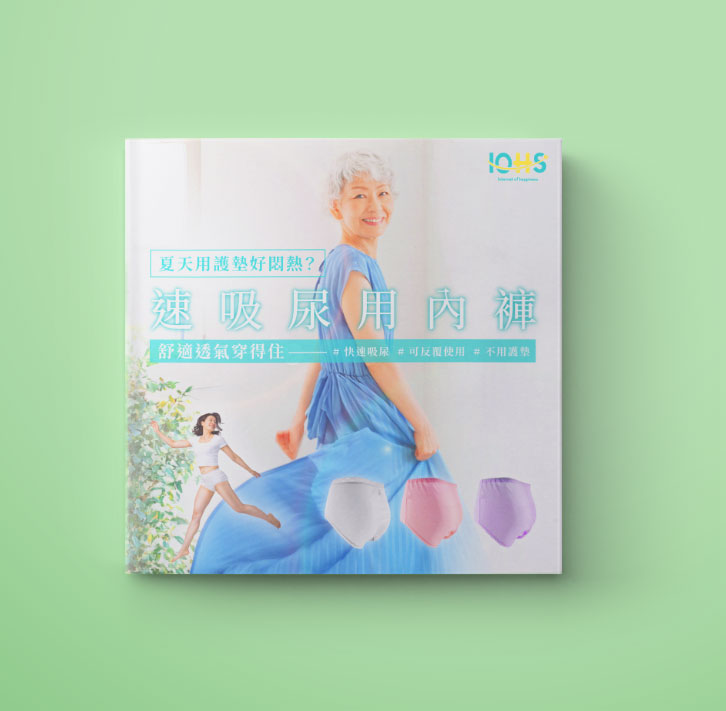 IOHS
Internet of happiness
夏天用護墊好悶熱？
速吸尿用內褲
舒適透氣穿得住——# 快速吸尿 # 可反覆使用 # 不用護墊